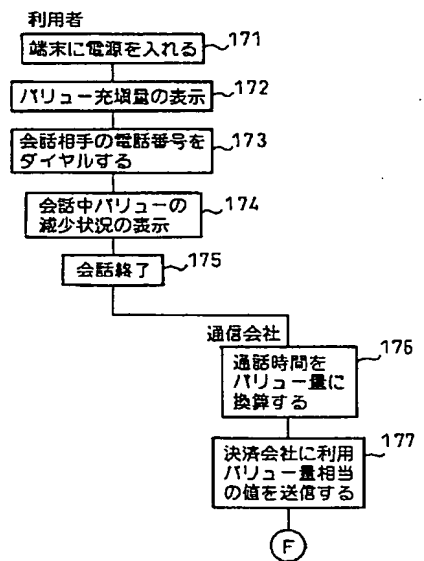 利用者
端末に電源を入れる
171
バリュー充塡量の表示
172
会話相手の電話番号を
ダイヤルする
173
会話中バリューの
減少状況の表示
174
会話終了
175
通信会社
通話時間を
バリュー量に
換算する
176
決済会社に利用
バリュー量相当
の値を送信する
177
F